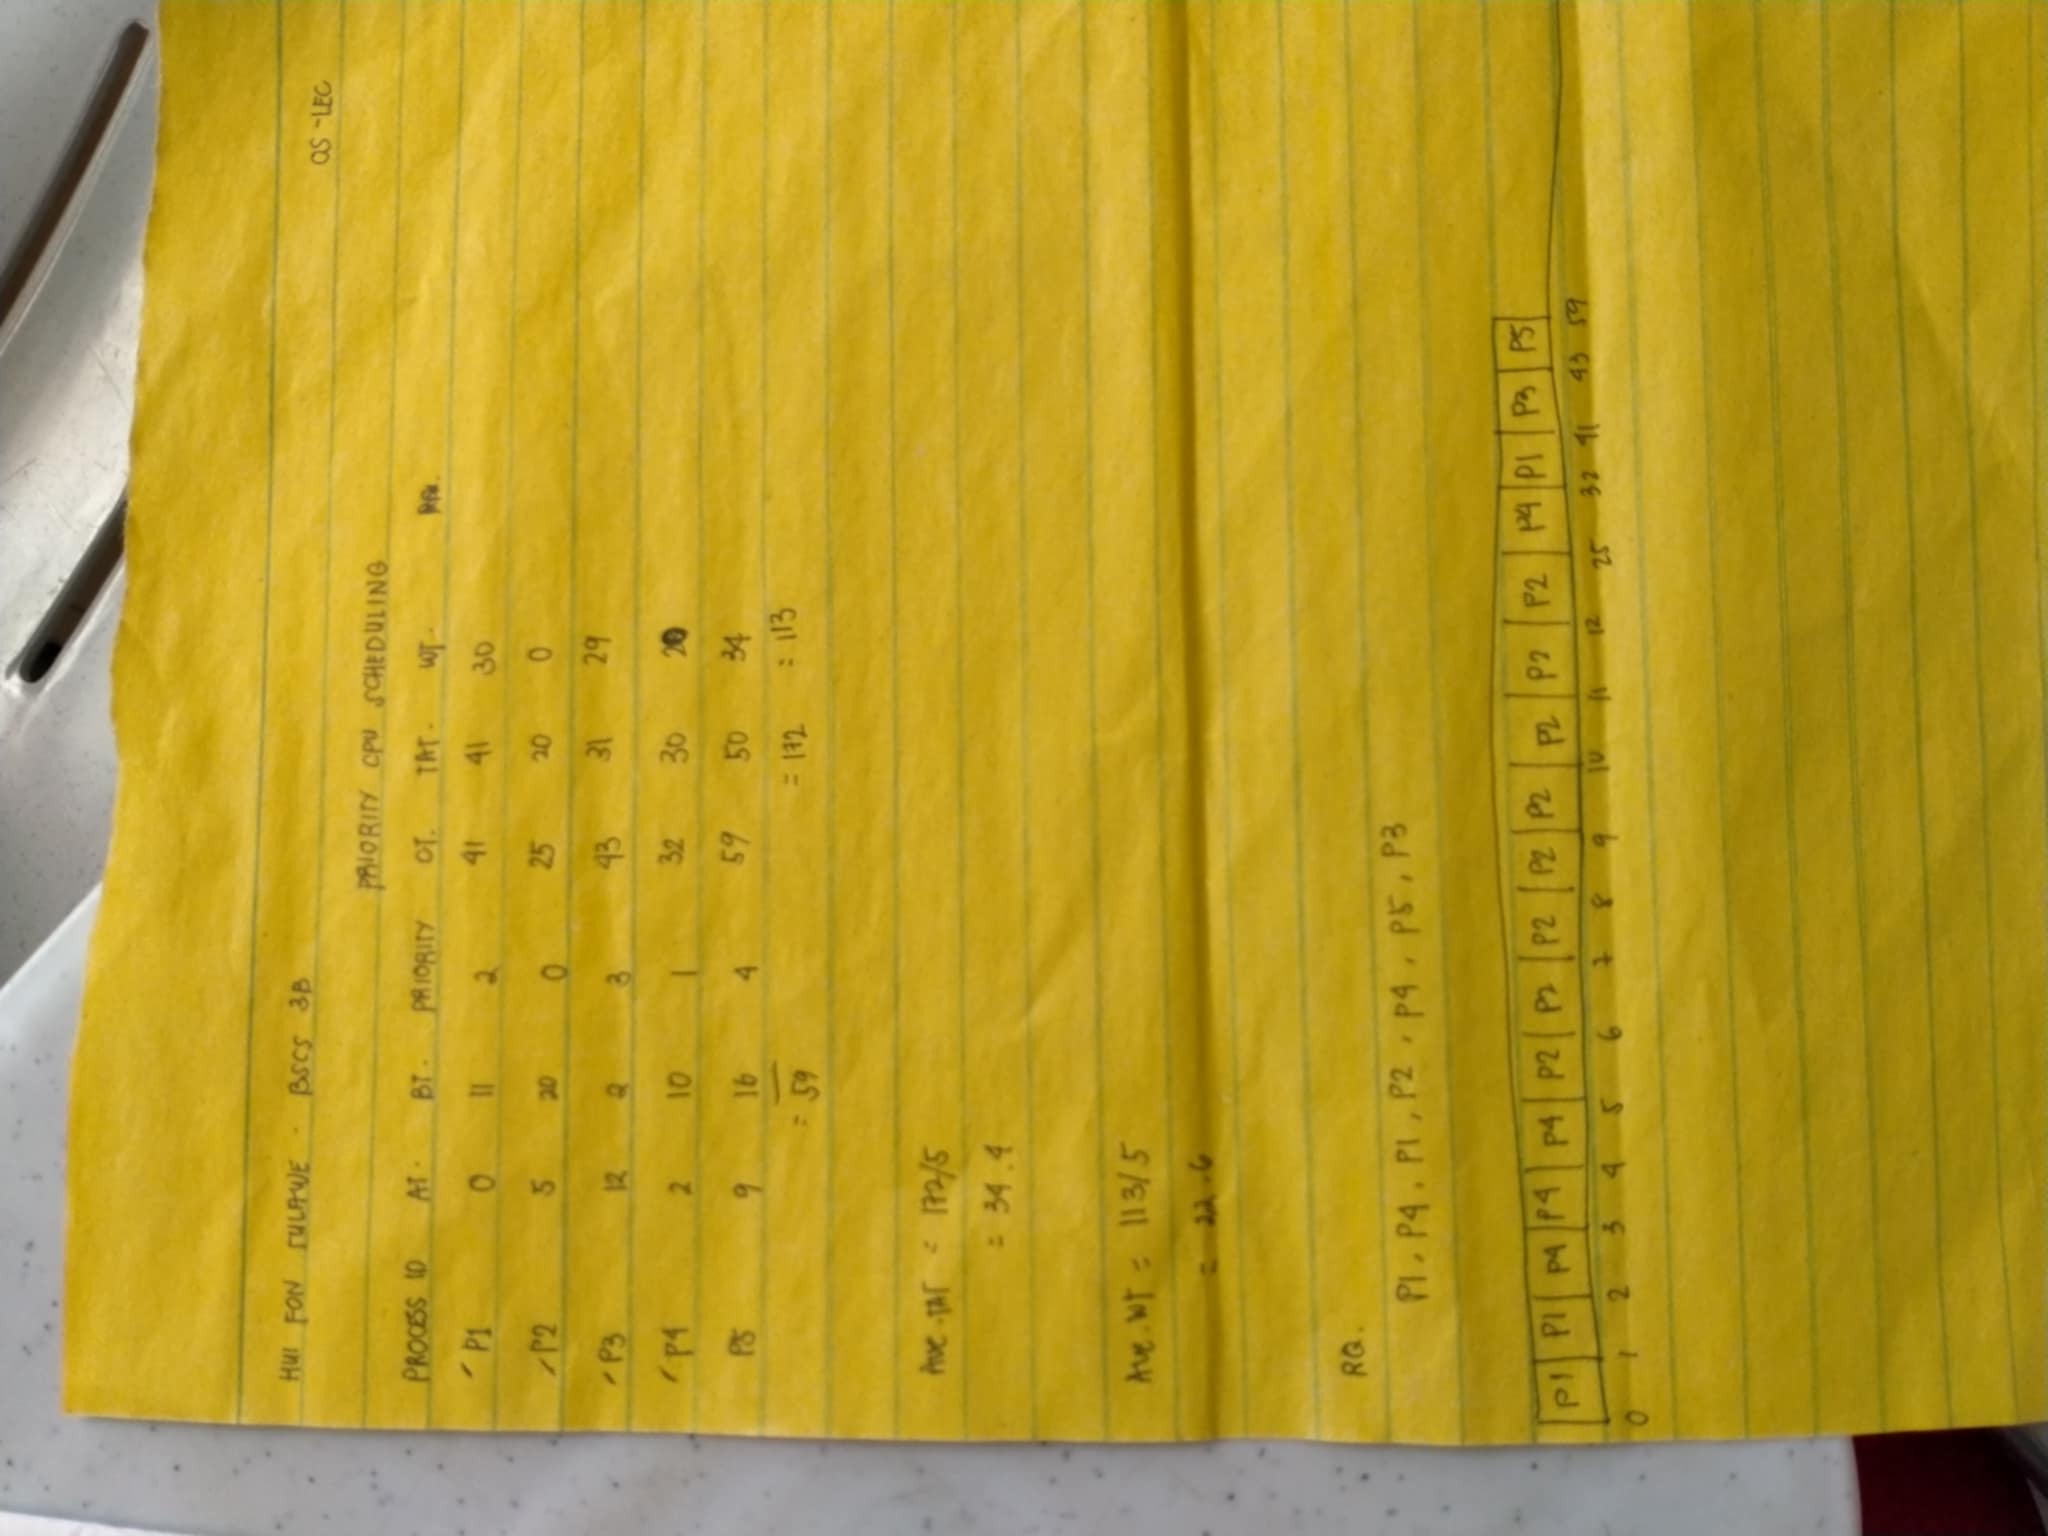 HUI FON SULAWE - BSCS 3B OS-LEC
PRIORITY CPU SCHEDULING
PROCESS ID AT. BT. PRIORITY CT. TAT. WT.
P1 0 11 2 41 41 30
P2 5 20 0 25 20 0
P3 12 2 3 43 31 29
P4 2 10 1 32 30 20
P5 9 16 4 59 50 34
= 59 = 172 = 113
Ave.TAT = 172/5
= 34.4
Ave.WT = 113/5
= 22.6
RQ.
P1, P4, P1, P2, P4, P5, P3
P1 P1 P4 P4 P4 P2 P2 P2 P2 P2 P2 P2 P2 P4 P1 P3 P5
0 1 2 3 4 5 6 7 8 9 10 11 12 25 32 41 43 59